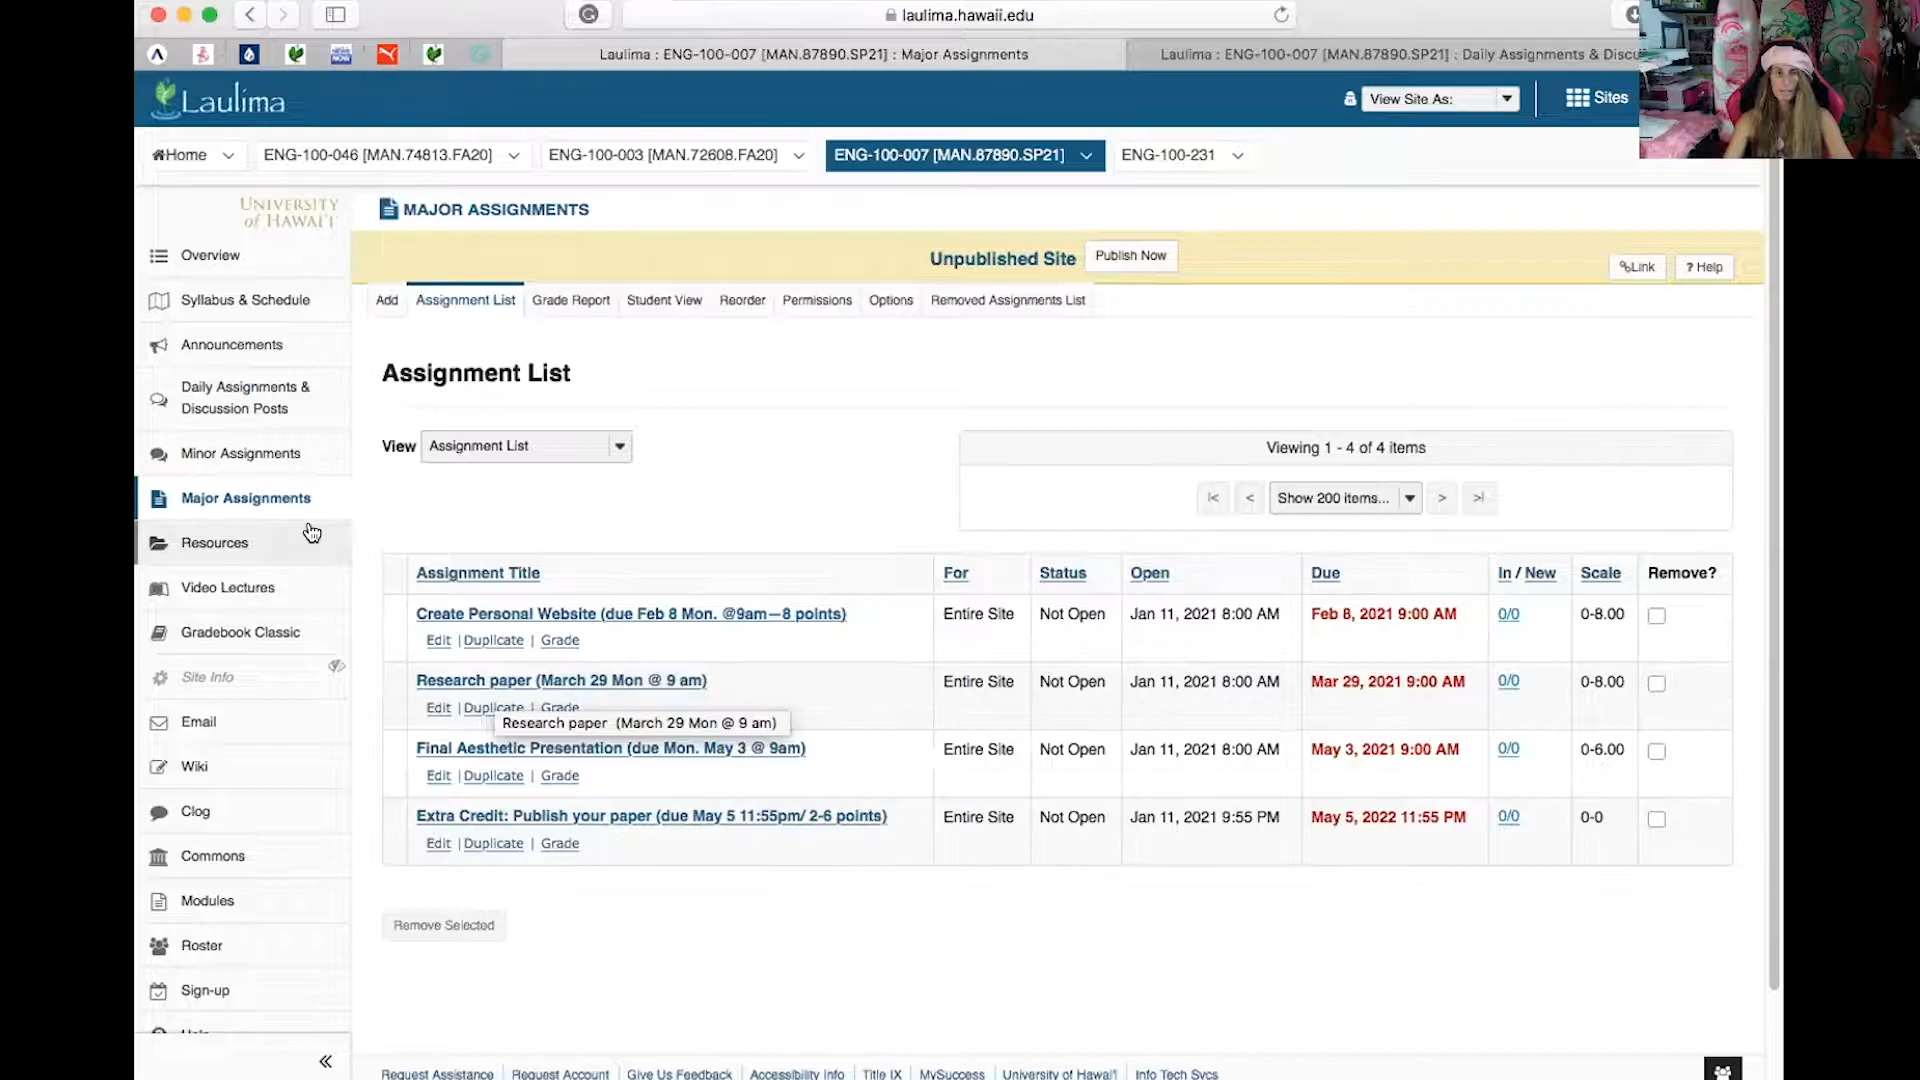 laulima.hawaii.edu
Laulima : ENG-100-007 [MAN.87890.SP21] : Major Assignments
Laulima : ENG-100-007 [MAN.87890.SP21] : Daily Assignments & Discu
Laulima
View Site As:
Sites
Home
ENG-100-046 [MAN.74813.FA20]
ENG-100-003 [MAN.72608.FA20]
ENG-100-007 [MAN.87890.SP21]
ENG-100-231
UNIVERSITY
of HAWAI'I
Overview
Syllabus & Schedule
Announcements
Daily Assignments &
Discussion Posts
Minor Assignments
Major Assignments
Resources
Video Lectures
Gradebook Classic
Site Info
Email
Wiki
Clog
Commons
Modules
Roster
Sign-up
«
MAJOR ASSIGNMENTS
Unpublished Site
Publish Now
Link
? Help
Add
Assignment List
Grade Report
Student View
Reorder
Permissions
Options
Removed Assignments List
Assignment List
View
Assignment List
Viewing 1 - 4 of 4 items
|< < Show 200 items... > >|
Assignment Title For Status Open Due In / New Scale Remove?
Create Personal Website (due Feb 8 Mon. @9am—8 points) Entire Site Not Open Jan 11, 2021 8:00 AM Feb 8, 2021 9:00 AM 0/0 0-8.00
Edit | Duplicate | Grade
Research paper (March 29 Mon @ 9 am) Entire Site Not Open Jan 11, 2021 8:00 AM Mar 29, 2021 9:00 AM 0/0 0-8.00
Edit | Duplicate | Grade
Research paper (March 29 Mon @ 9 am)
Final Aesthetic Presentation (due Mon. May 3 @ 9am) Entire Site Not Open Jan 11, 2021 8:00 AM May 3, 2021 9:00 AM 0/0 0-6.00
Edit | Duplicate | Grade
Extra Credit: Publish your paper (due May 5 11:55pm/ 2-6 points) Entire Site Not Open Jan 11, 2021 9:55 PM May 5, 2022 11:55 PM 0/0 0-0
Edit | Duplicate | Grade
Remove Selected
Request Assistance Request Account Give Us Feedback Accessibility Info Title IX MySuccess University of Hawai'i Info Tech Svcs